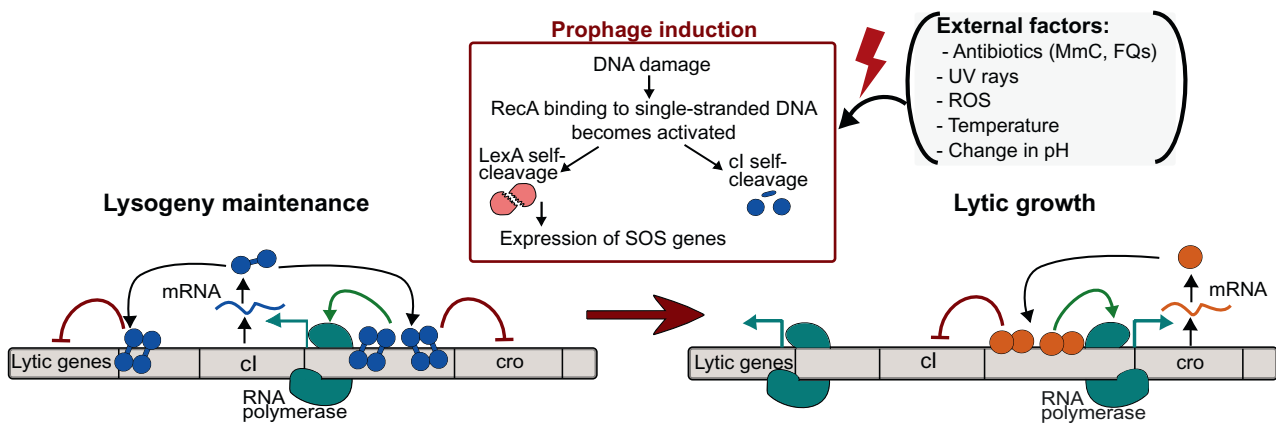 Prophage induction
DNA damage
RecA binding to single-stranded DNA
becomes activated
LexA self-
cleavage
cI self-
cleavage
Expression of SOS genes
External factors:
- Antibiotics (MmC, FQs)
- UV rays
- ROS
- Temperature
- Change in pH
Lysogeny maintenance
mRNA
Lytic genes
cI
cro
RNA
polymerase
Lytic growth
mRNA
Lytic genes
cI
cro
RNA
polymerase